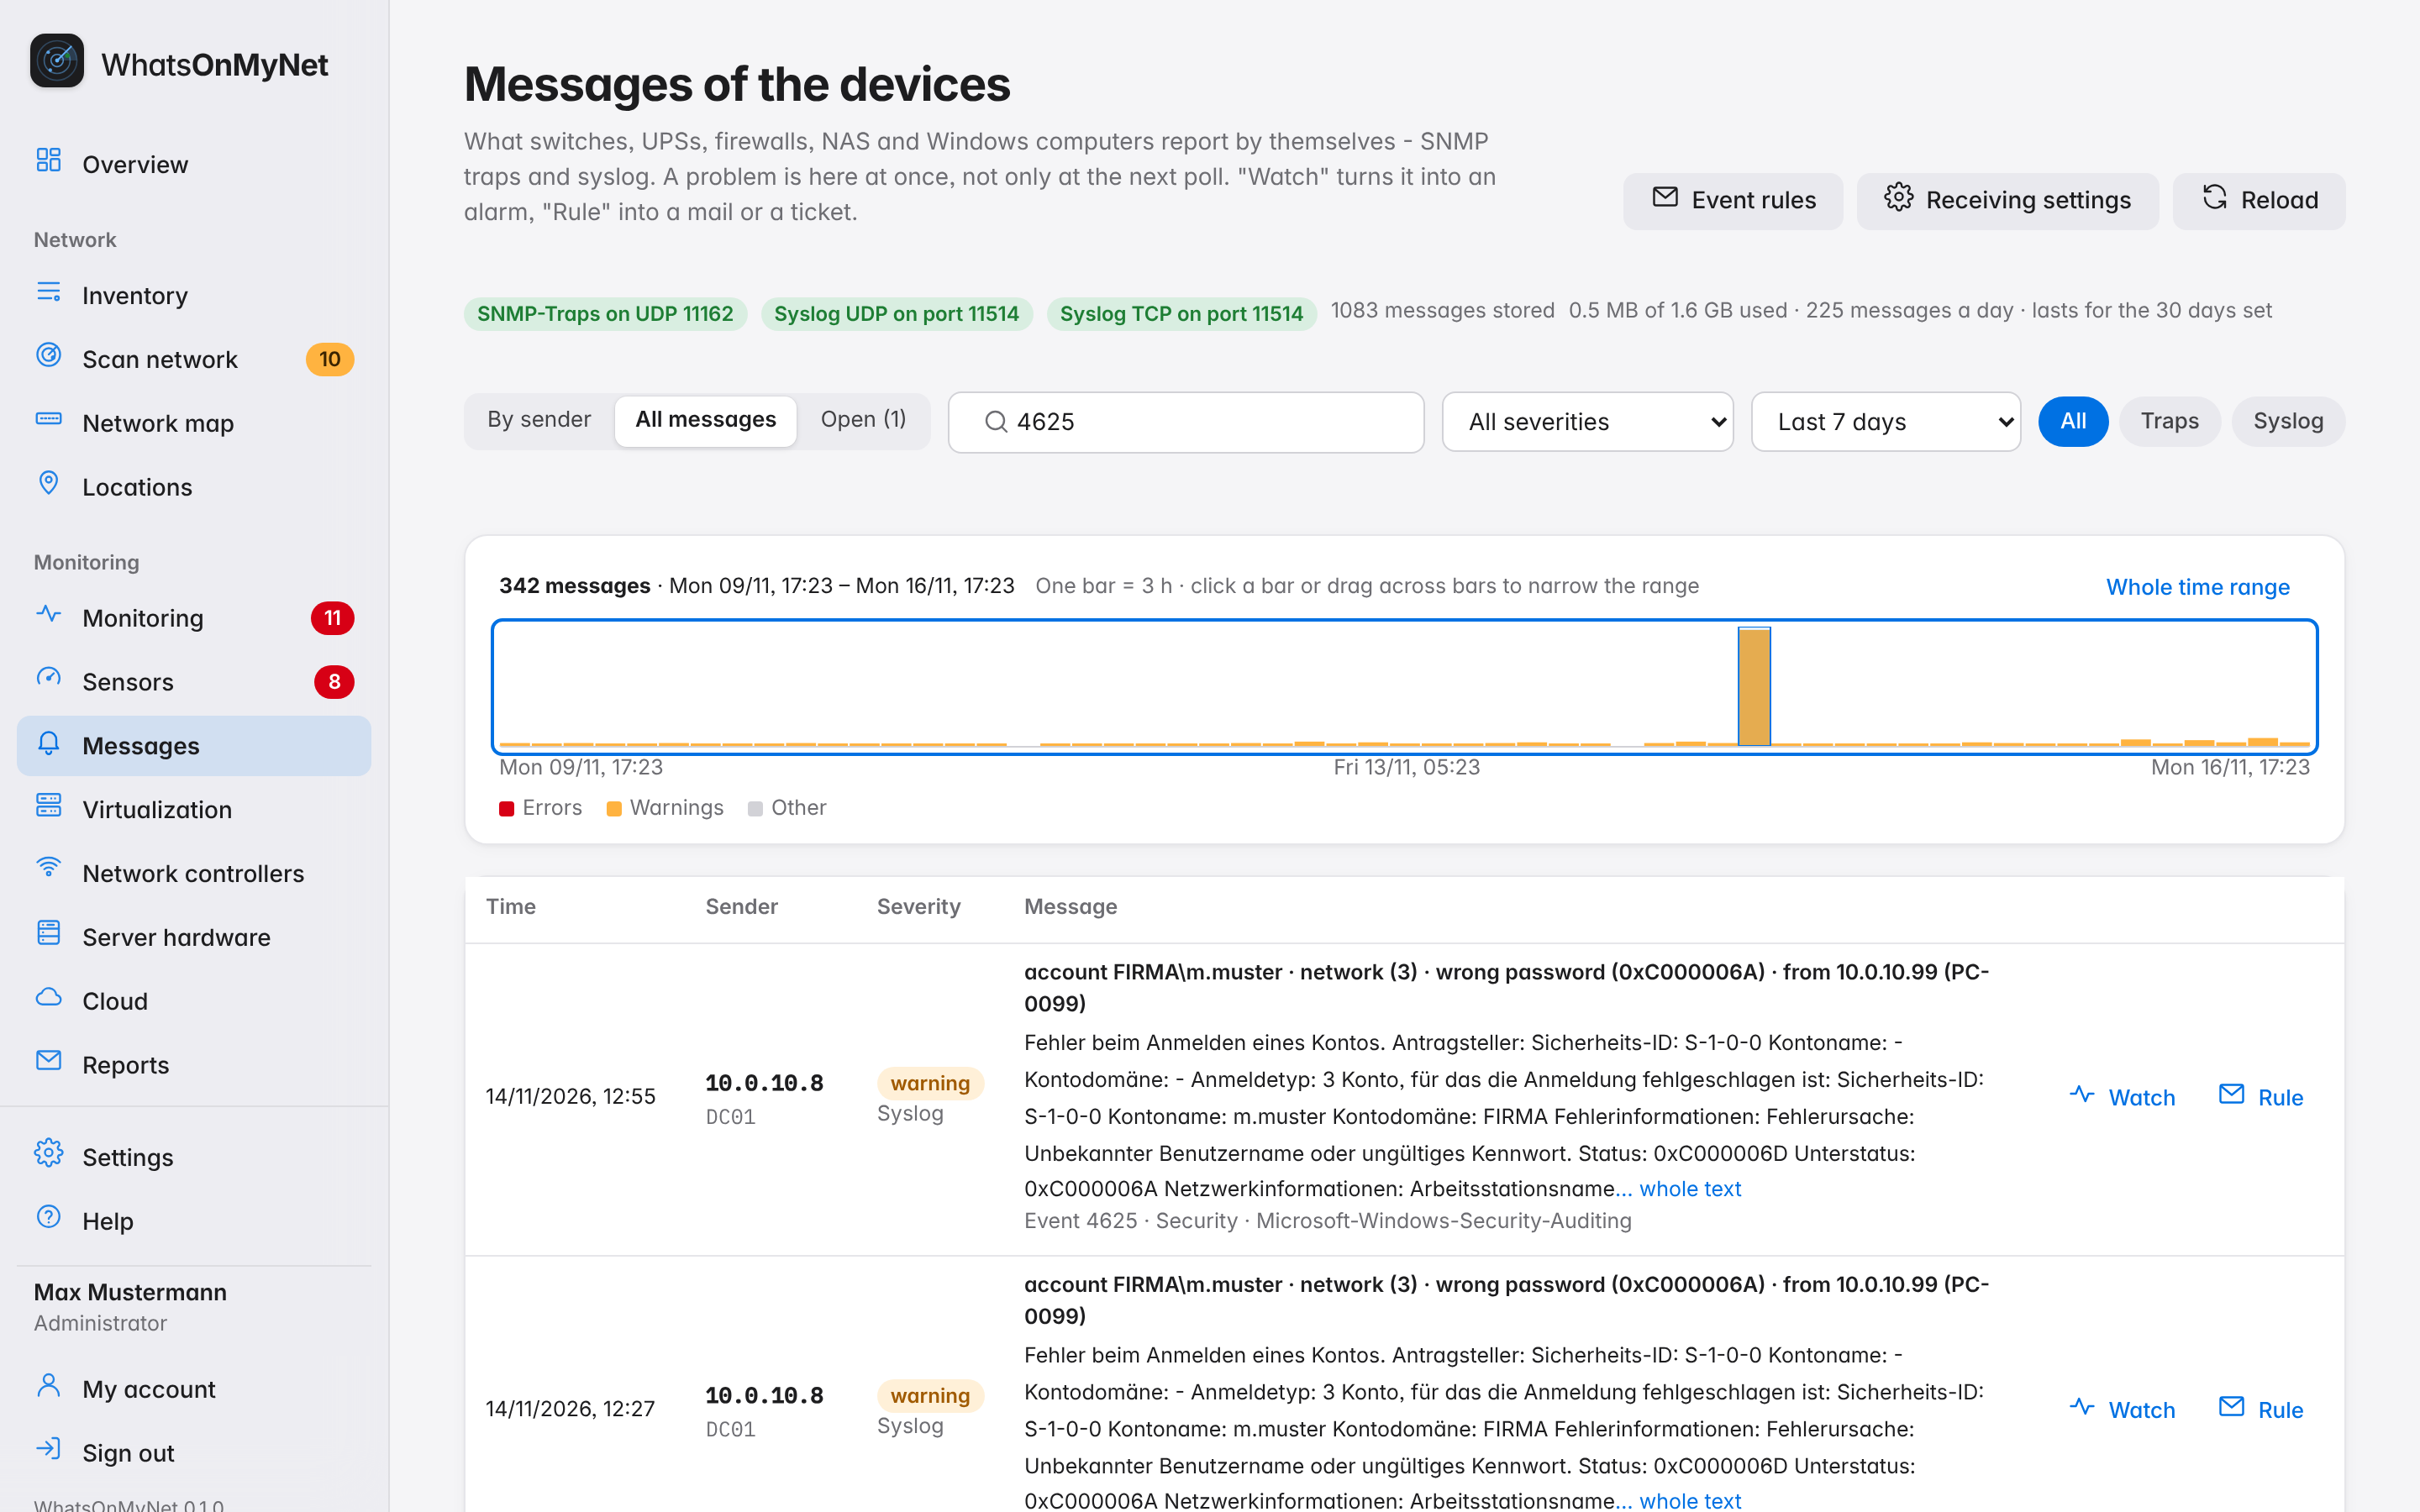 WhatsOnMyNet
Overview
Network
Inventory
Scan network 10
Network map
Locations
Monitoring
Monitoring 11
Sensors 8
Messages
Virtualization
Network controllers
Server hardware
Cloud
Reports
Settings
Help
Max Mustermann
Administrator
My account
Sign out
WhatsOnMyNet 0.1.0
Messages of the devices
What switches, UPSs, firewalls, NAS and Windows computers report by themselves - SNMP
traps and syslog. A problem is here at once, not only at the next poll. "Watch" turns it into an
alarm, "Rule" into a mail or a ticket.
Event rules
Receiving settings
Reload
SNMP-Traps on UDP 11162 Syslog UDP on port 11514 Syslog TCP on port 11514 1083 messages stored 0.5 MB of 1.6 GB used · 225 messages a day · lasts for the 30 days set
By sender All messages Open (1) 4625 All severities Last 7 days All Traps Syslog
342 messages · Mon 09/11, 17:23 – Mon 16/11, 17:23 One bar = 3 h · click a bar or drag across bars to narrow the range Whole time range
Mon 09/11, 17:23 Fri 13/11, 05:23 Mon 16/11, 17:23
Errors Warnings Other
Time Sender Severity Message
14/11/2026, 12:55
10.0.10.8
DC01
warning
Syslog
account FIRMA\m.muster · network (3) · wrong password (0xC000006A) · from 10.0.10.99 (PC-
0099)
Fehler beim Anmelden eines Kontos. Antragsteller: Sicherheits-ID: S-1-0-0 Kontoname: -
Kontodomäne: - Anmeldetyp: 3 Konto, für das die Anmeldung fehlgeschlagen ist: Sicherheits-ID:
S-1-0-0 Kontoname: m.muster Kontodomäne: FIRMA Fehlerinformationen: Fehlerursache:
Unbekannter Benutzername oder ungültiges Kennwort. Status: 0xC000006D Unterstatus:
0xC000006A Netzwerkinformationen: Arbeitsstationsname... whole text
Event 4625 · Security · Microsoft-Windows-Security-Auditing
Watch Rule
14/11/2026, 12:27
10.0.10.8
DC01
warning
Syslog
account FIRMA\m.muster · network (3) · wrong password (0xC000006A) · from 10.0.10.99 (PC-
0099)
Fehler beim Anmelden eines Kontos. Antragsteller: Sicherheits-ID: S-1-0-0 Kontoname: -
Kontodomäne: - Anmeldetyp: 3 Konto, für das die Anmeldung fehlgeschlagen ist: Sicherheits-ID:
S-1-0-0 Kontoname: m.muster Kontodomäne: FIRMA Fehlerinformationen: Fehlerursache:
Unbekannter Benutzername oder ungültiges Kennwort. Status: 0xC000006D Unterstatus:
0xC000006A Netzwerkinformationen: Arbeitsstationsname... whole text
Watch Rule